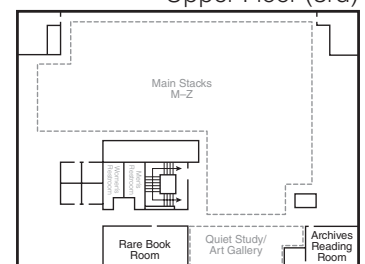 Upper Floor (3rd)
Main Stacks
M–Z
Women's
Restroom
Men's
Restroom
Rare Book
Room
Quiet Study/
Art Gallery
Archives
Reading
Room